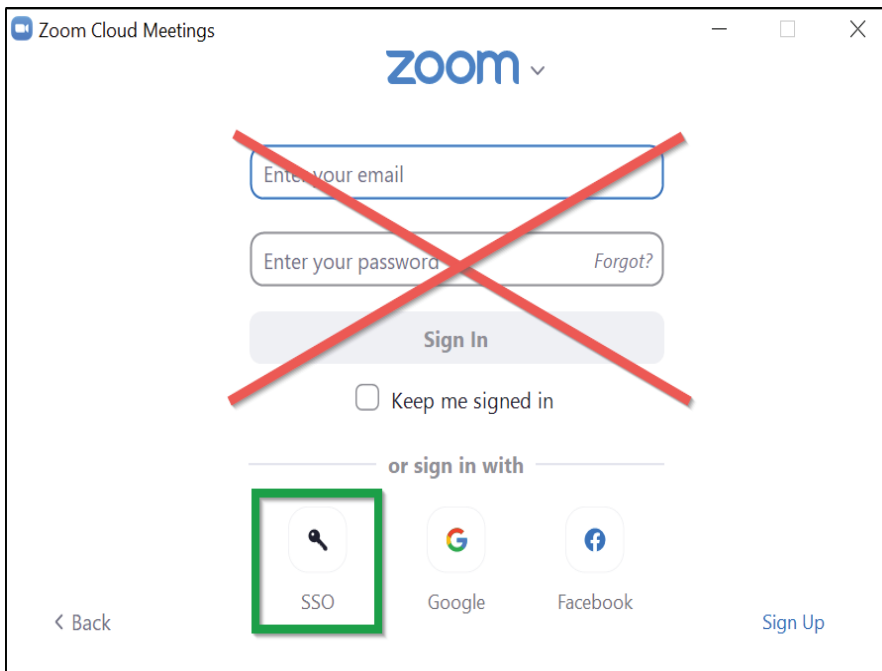 Zoom Cloud Meetings
zoom
Enter your email
Enter your password Forgot?
Sign In
Keep me signed in
or sign in with
SSO Google Facebook
< Back Sign Up